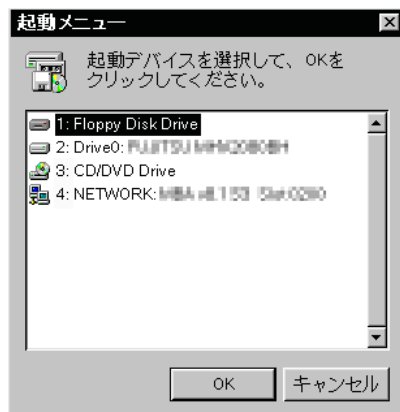 起動メニュー
起動デバイスを選択して、OKを
クリックしてください。
1: Floppy Disk Drive
2: Drive0:
3: CD/DVD Drive
4: NETWORK:
OK
キャンセル